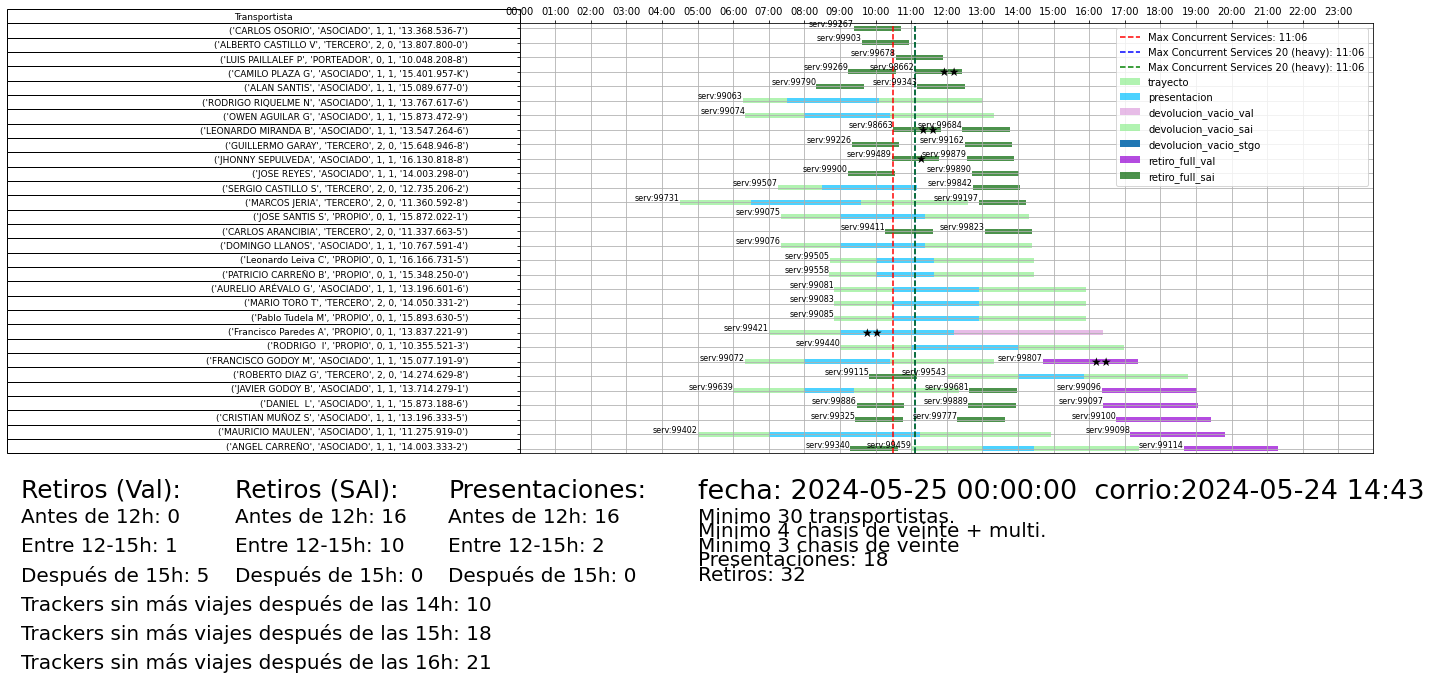 Transportista
00:00 01:00 02:00 03:00 04:00 05:00 06:00 07:00 08:00 09:00 10:00 11:00 12:00 13:00 14:00 15:00 16:00 17:00 18:00 19:00 20:00 21:00 22:00 23:00
('CARLOS OSORIO', 'ASOCIADO', 1, 1, '13.368.536-7') serv:99267
('ALBERTO CASTILLO V', 'TERCERO', 2, 0, '13.807.800-0') serv:99903
('LUIS PAILLALEF P', 'PORTEADOR', 0, 1, '10.048.208-8') serv:99678
('CAMILO PLAZA G', 'ASOCIADO', 1, 1, '15.401.957-K') serv:99269 serv:98662
('ALAN SANTIS', 'ASOCIADO', 1, 1, '15.089.677-0') serv:99790 serv:99343
('RODRIGO RIQUELME N', 'ASOCIADO', 1, 1, '13.767.617-6') serv:99063
('OWEN AGUILAR G', 'ASOCIADO', 1, 1, '15.873.472-9') serv:99074
('LEONARDO MIRANDA B', 'ASOCIADO', 1, 1, '13.547.264-6') serv:98663 serv:99684
('GUILLERMO GARAY', 'TERCERO', 2, 0, '15.648.946-8') serv:99226 serv:99162
('JHONNY SEPULVEDA', 'ASOCIADO', 1, 1, '16.130.818-8') serv:99489 serv:99879
('JOSE REYES', 'ASOCIADO', 1, 1, '14.003.298-0') serv:99900 serv:99890
('SERGIO CASTILLO S', 'TERCERO', 2, 0, '12.735.206-2') serv:99507 serv:99842
('MARCOS JERIA', 'TERCERO', 2, 0, '11.360.592-8') serv:99731 serv:99197
('JOSE SANTIS S', 'PROPIO', 0, 1, '15.872.022-1') serv:99075
('CARLOS ARANCIBIA', 'TERCERO', 2, 0, '11.337.663-5') serv:99411 serv:99823
('DOMINGO LLANOS', 'ASOCIADO', 1, 1, '10.767.591-4') serv:99076
('Leonardo Leiva C', 'PROPIO', 0, 1, '16.166.731-5') serv:99505
('PATRICIO CARREÑO B', 'PROPIO', 0, 1, '15.348.250-0') serv:99558
('AURELIO ARÉVALO G', 'ASOCIADO', 1, 1, '13.196.601-6') serv:99081
('MARIO TORO T', 'TERCERO', 2, 0, '14.050.331-2') serv:99083
('Pablo Tudela M', 'PROPIO', 0, 1, '15.893.630-5') serv:99085
('Francisco Paredes A', 'PROPIO', 0, 1, '13.837.221-9') serv:99421
('RODRIGO  I', 'PROPIO', 0, 1, '10.355.521-3') serv:99440
('FRANCISCO GODOY M', 'ASOCIADO', 1, 1, '15.077.191-9') serv:99072 serv:99807
('ROBERTO DIAZ G', 'TERCERO', 2, 0, '14.274.629-8') serv:99115 serv:99543
('JAVIER GODOY B', 'ASOCIADO', 1, 1, '13.714.279-1') serv:99639 serv:99681 serv:99096
('DANIEL  L', 'ASOCIADO', 1, 1, '15.873.188-6') serv:99886 serv:99889 serv:99097
('CRISTIAN MUÑOZ S', 'ASOCIADO', 1, 1, '13.196.333-5') serv:99325 serv:99777 serv:99100
('MAURICIO MAULEN', 'ASOCIADO', 1, 1, '11.275.919-0') serv:99402 serv:99098
('ANGEL CARREÑO', 'ASOCIADO', 1, 1, '14.003.333-2') serv:99340 serv:99459 serv:99114
Max Concurrent Services: 11:06
Max Concurrent Services 20 (heavy): 11:06
Max Concurrent Services 20 (heavy): 11:06
trayecto
presentacion
devolucion_vacio_val
devolucion_vacio_sai
devolucion_vacio_stgo
retiro_full_val
retiro_full_sai
Retiros (Val):
Antes de 12h: 0
Entre 12-15h: 1
Después de 15h: 5
Retiros (SAI):
Antes de 12h: 16
Entre 12-15h: 10
Después de 15h: 0
Presentaciones:
Antes de 12h: 16
Entre 12-15h: 2
Después de 15h: 0
Trackers sin más viajes después de las 14h: 10
Trackers sin más viajes después de las 15h: 18
Trackers sin más viajes después de las 16h: 21
fecha: 2024-05-25 00:00:00  corrio:2024-05-24 14:43
Minimo 30 transportistas.
Minimo 4 chasis de veinte + multi.
Minimo 3 chasis de veinte
Presentaciones: 18
Retiros: 32